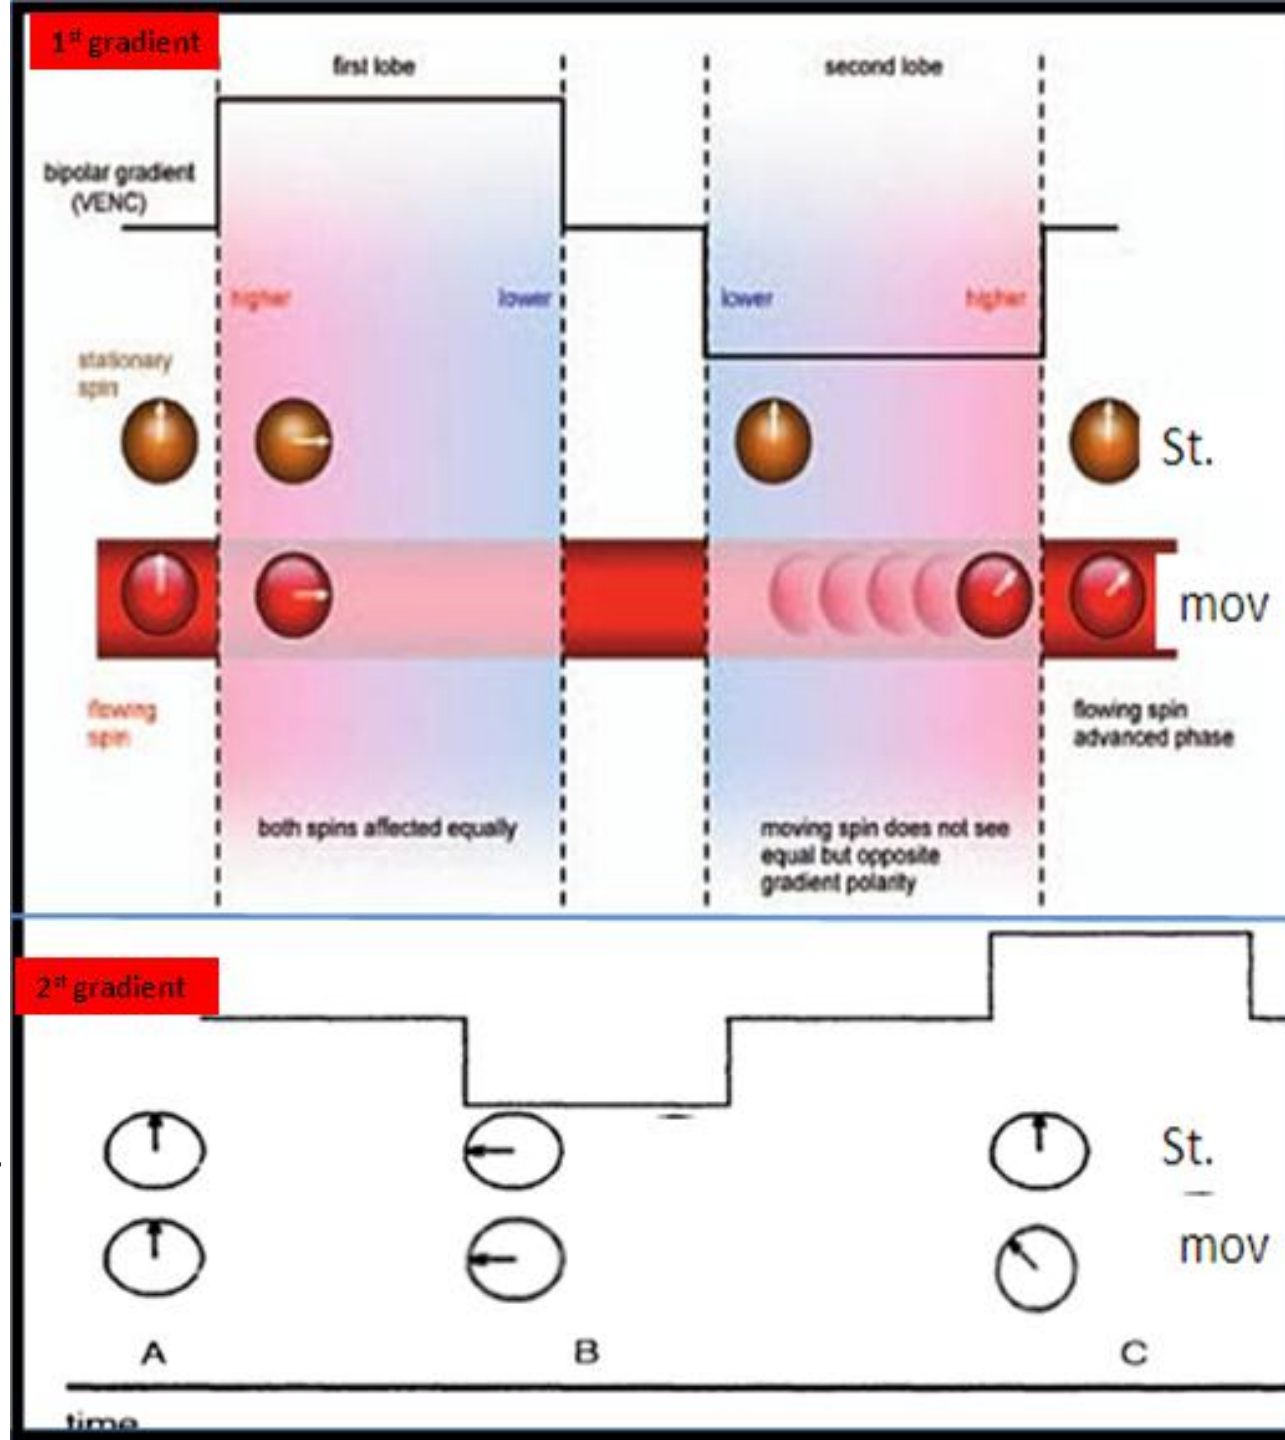 1st gradient
first lobe
second lobe
bipolar gradient
(VENC)
higher
lower
lower
higher
stationary
spin
St.
mov
flowing
spin
flowing spin
advanced phase
both spins affected equally
moving spin does not see
equal but opposite
gradient polarity
2st gradient
St.
mov
A
B
C
time